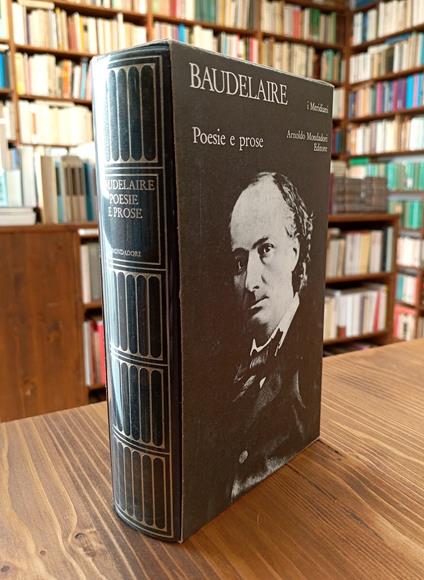 BAUDELAIRE
i Meridiani
Poesie e prose
Arnoldo Mondadori
Editore
BAUDELAIRE
POESIE
E PROSE
MONDADORI